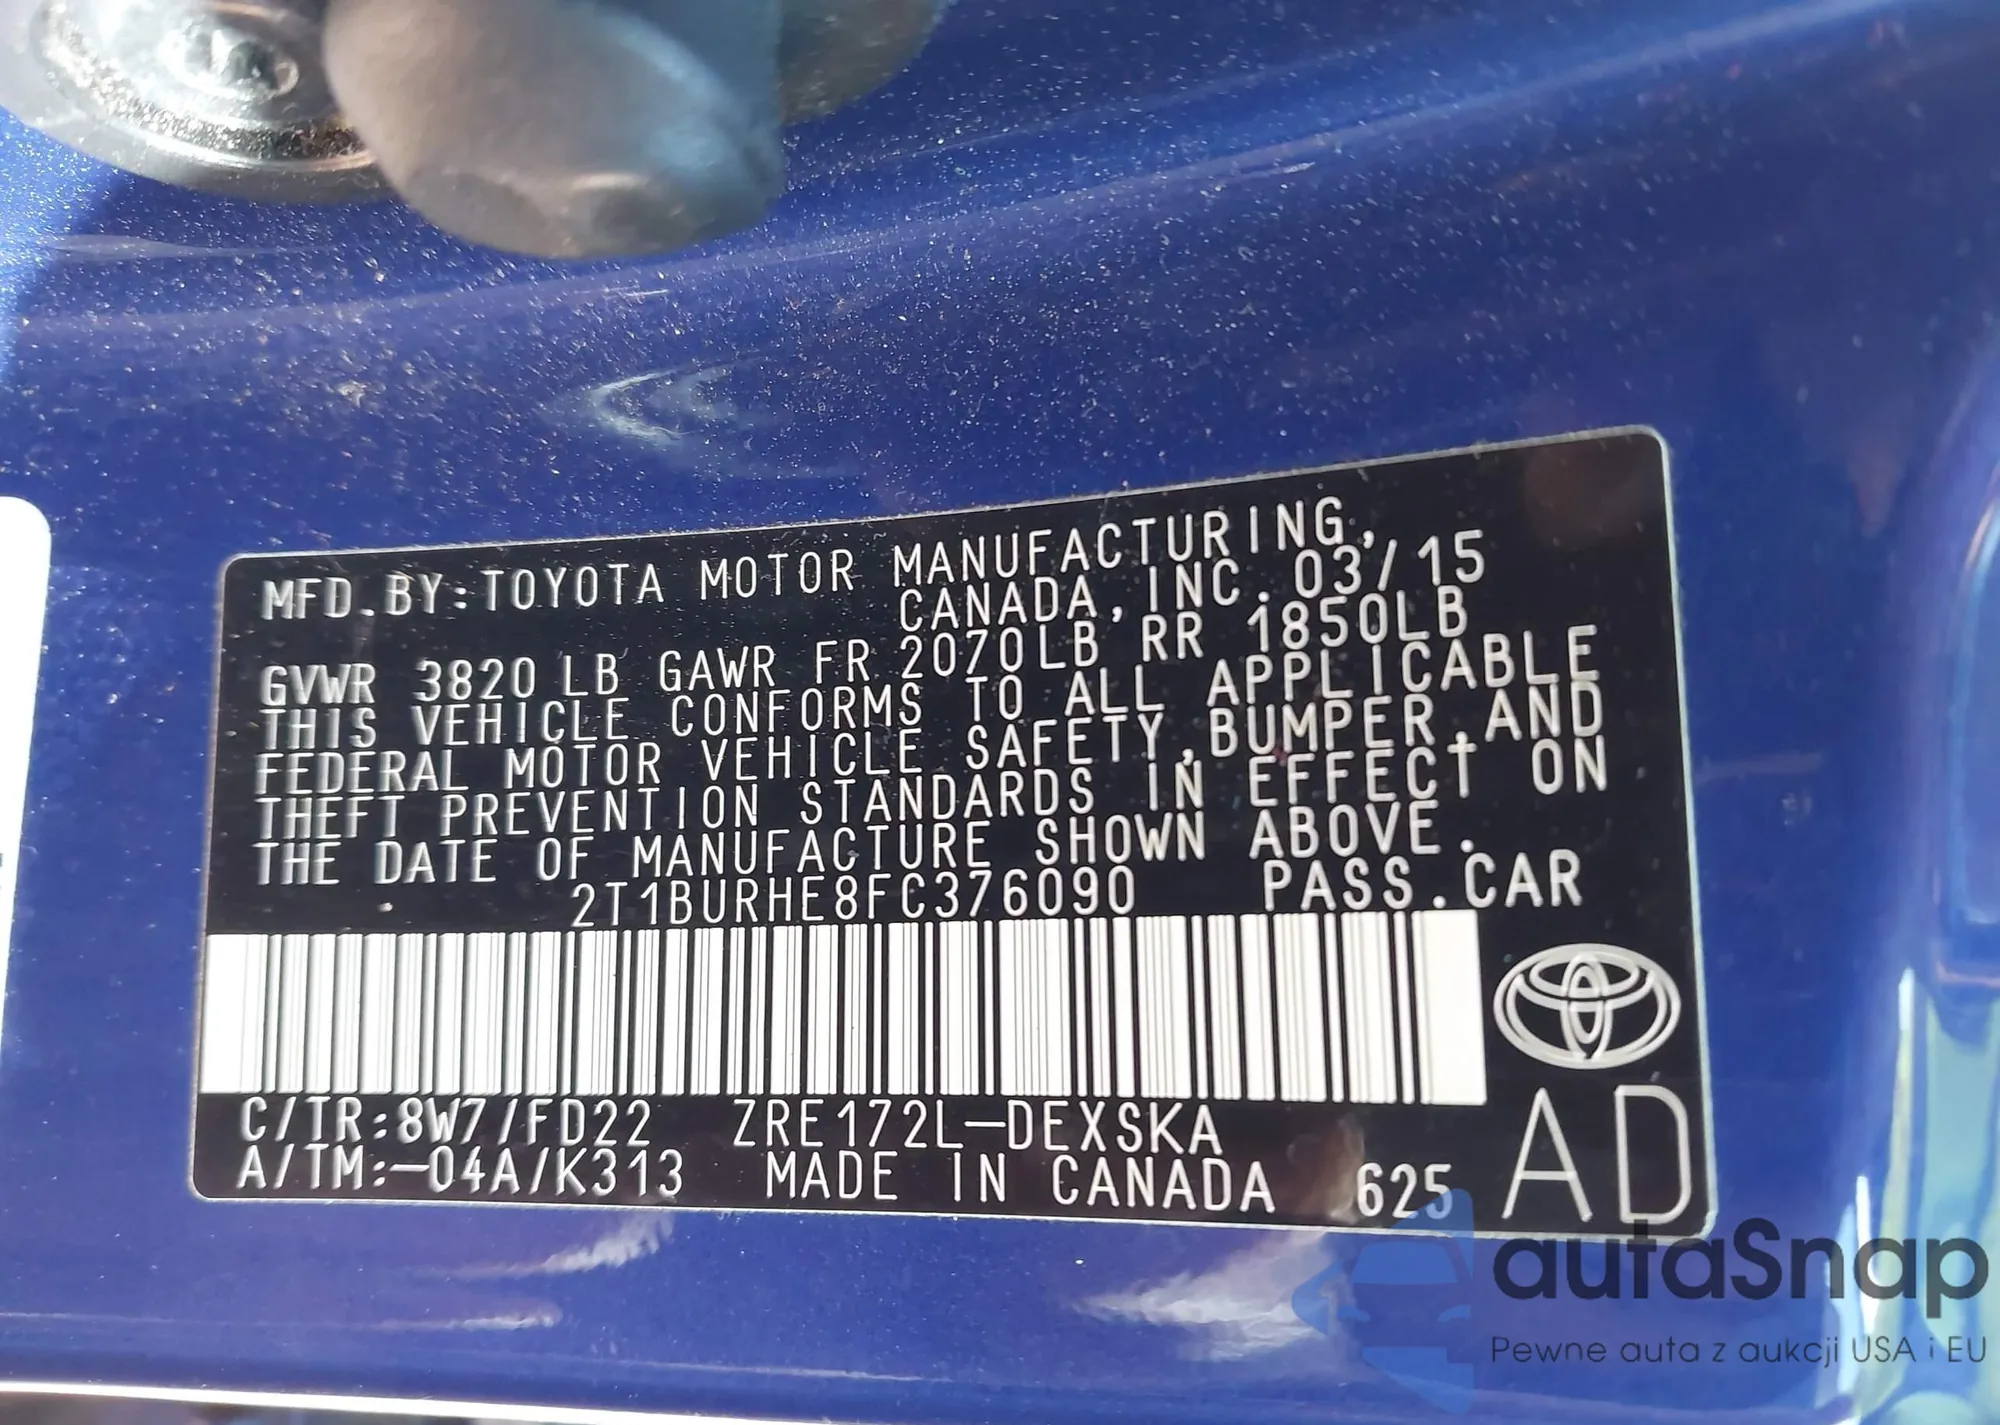 MFD.BY:TOYOTA MOTOR MANUFACTURING,
CANADA, INC. 03/15
GVWR 3820 LB GAWR FR 2070LB RR 1850LB
THIS VEHICLE CONFORMS TO ALL APPLICABLE
FEDERAL MOTOR VEHICLE SAFETY,BUMPER,AND
THEFT PREVENTION STANDARDS IN EFFECT ON
THE DATE OF MANUFACTURE SHOWN ABOVE.
2T1BURHE8FC376090 PASS.CAR
C/TR:8W7/FD22 ZRE172L-DEXSKA
A/TM:-04A/K313 MADE IN CANADA 625
AD
autaSnap
Pewne auta z aukcji USA i EU